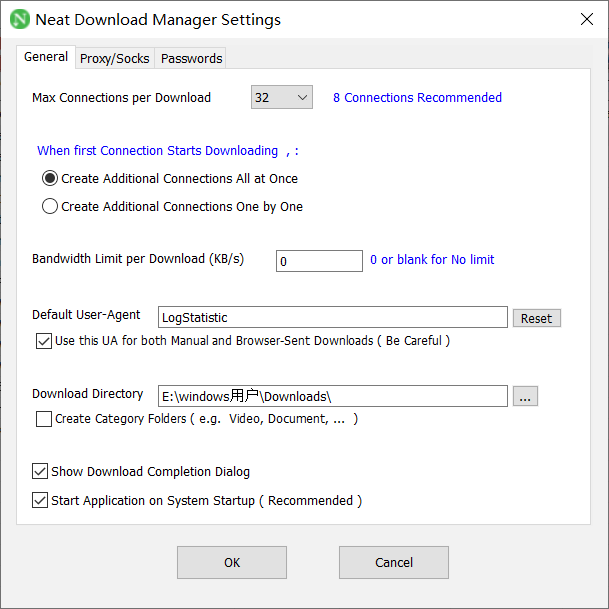 Neat Download Manager Settings
General Proxy/Socks Passwords
Max Connections per Download 32 8 Connections Recommended
When first Connection Starts Downloading , :
Create Additional Connections All at Once
Create Additional Connections One by One
Bandwidth Limit per Download (KB/s) 0 0 or blank for No limit
Default User-Agent LogStatistic Reset
Use this UA for both Manual and Browser-Sent Downloads ( Be Careful )
Download Directory E:\windows用户\Downloads\ ...
Create Category Folders ( e.g. Video, Document, ... )
Show Download Completion Dialog
Start Application on System Startup ( Recommended )
OK Cancel